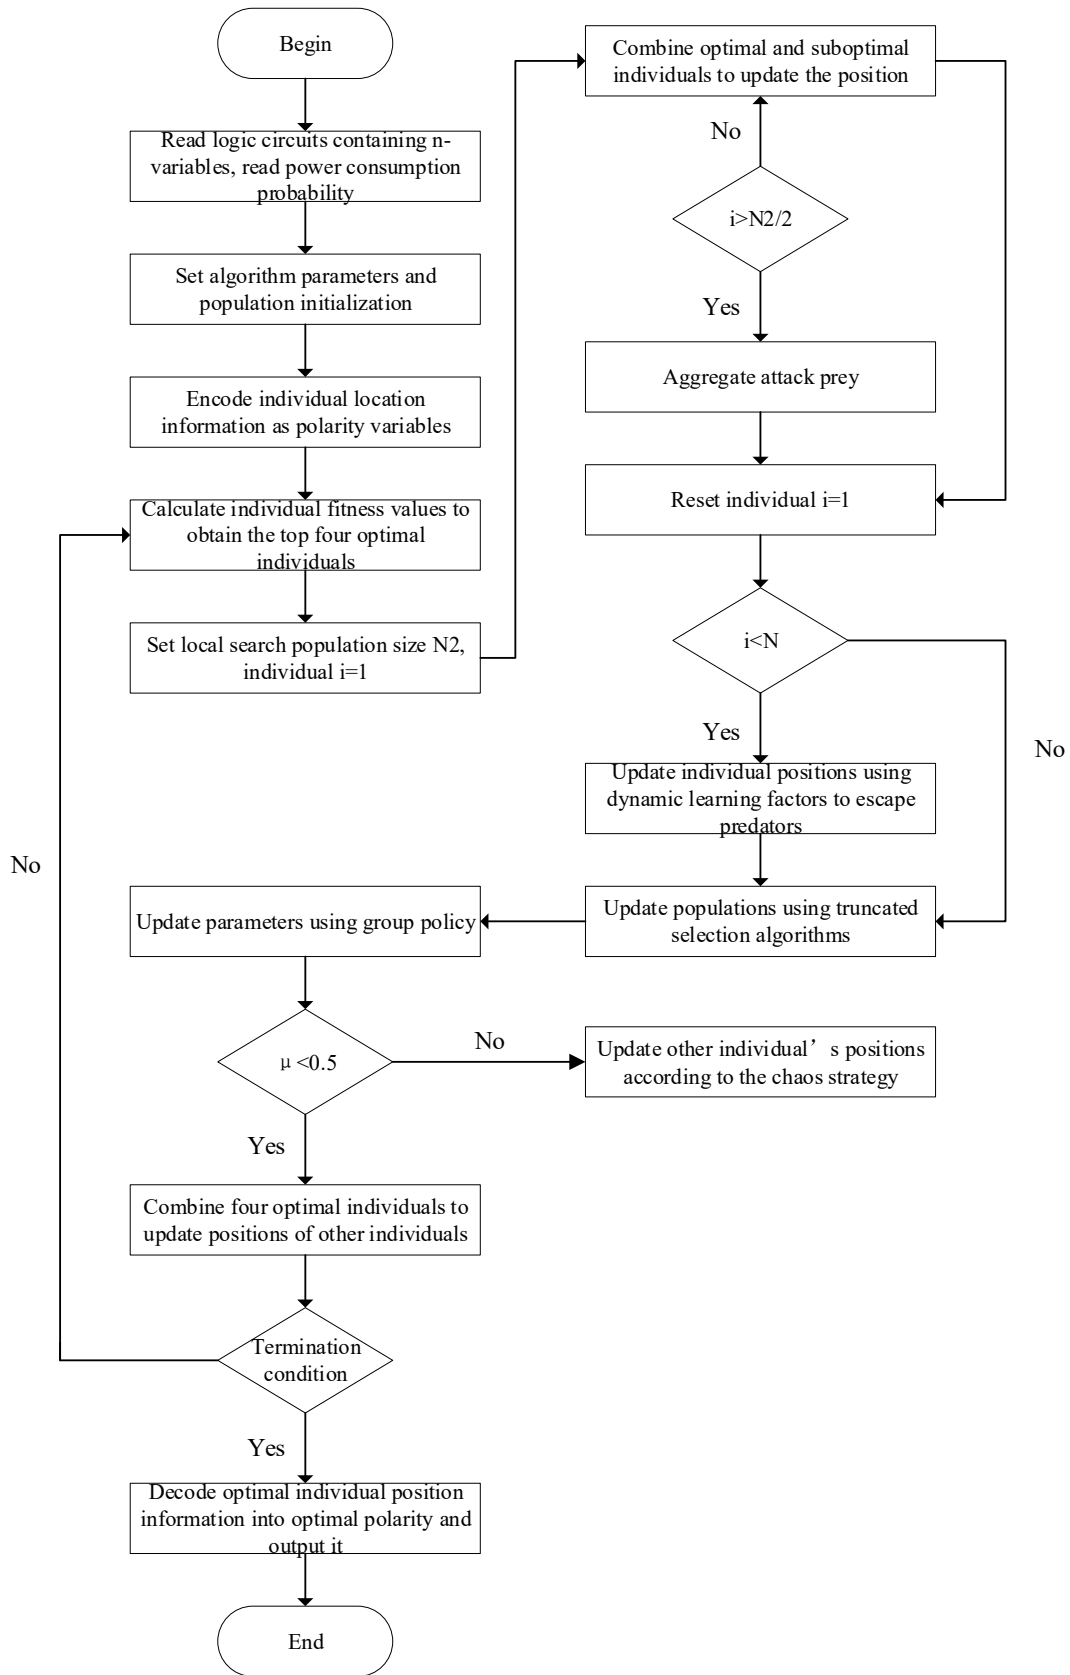 Begin
Read logic circuits containing n-
variables, read power consumption
probability
Set algorithm parameters and
population initialization
Encode individual location
information as polarity variables
Calculate individual fitness values to
obtain the top four optimal
individuals
Set local search population size N2,
individual i=1
Combine optimal and suboptimal
individuals to update the position
No
i>N2/2
Yes
Aggregate attack prey
Reset individual i=1
i<N
Yes
No
Update individual positions using
dynamic learning factors to escape
predators
Update populations using truncated
selection algorithms
Update parameters using group policy
μ<0.5
No
Update other individual’s positions
according to the chaos strategy
Yes
Combine four optimal individuals to
update positions of other individuals
Termination
condition
No
Yes
Decode optimal individual position
information into optimal polarity and
output it
End